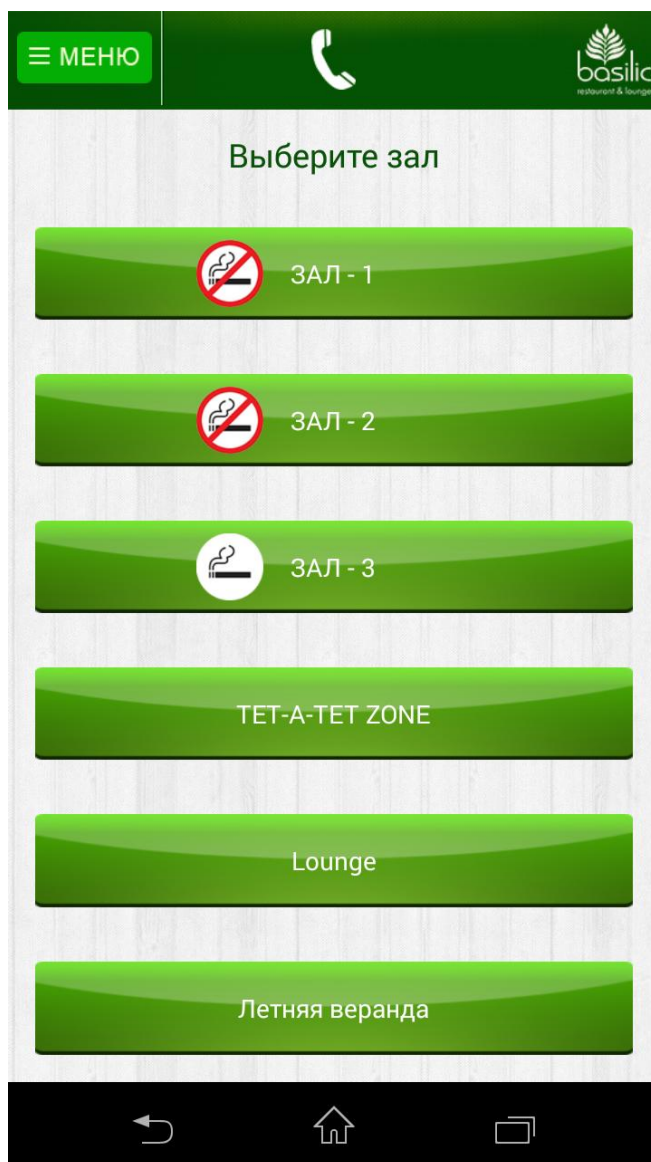 ≡ МЕНЮ
basilic
restaurant & lounge
Выберите зал
ЗАЛ - 1
ЗАЛ - 2
ЗАЛ - 3
TET-A-TET ZONE
Lounge
Летняя веранда